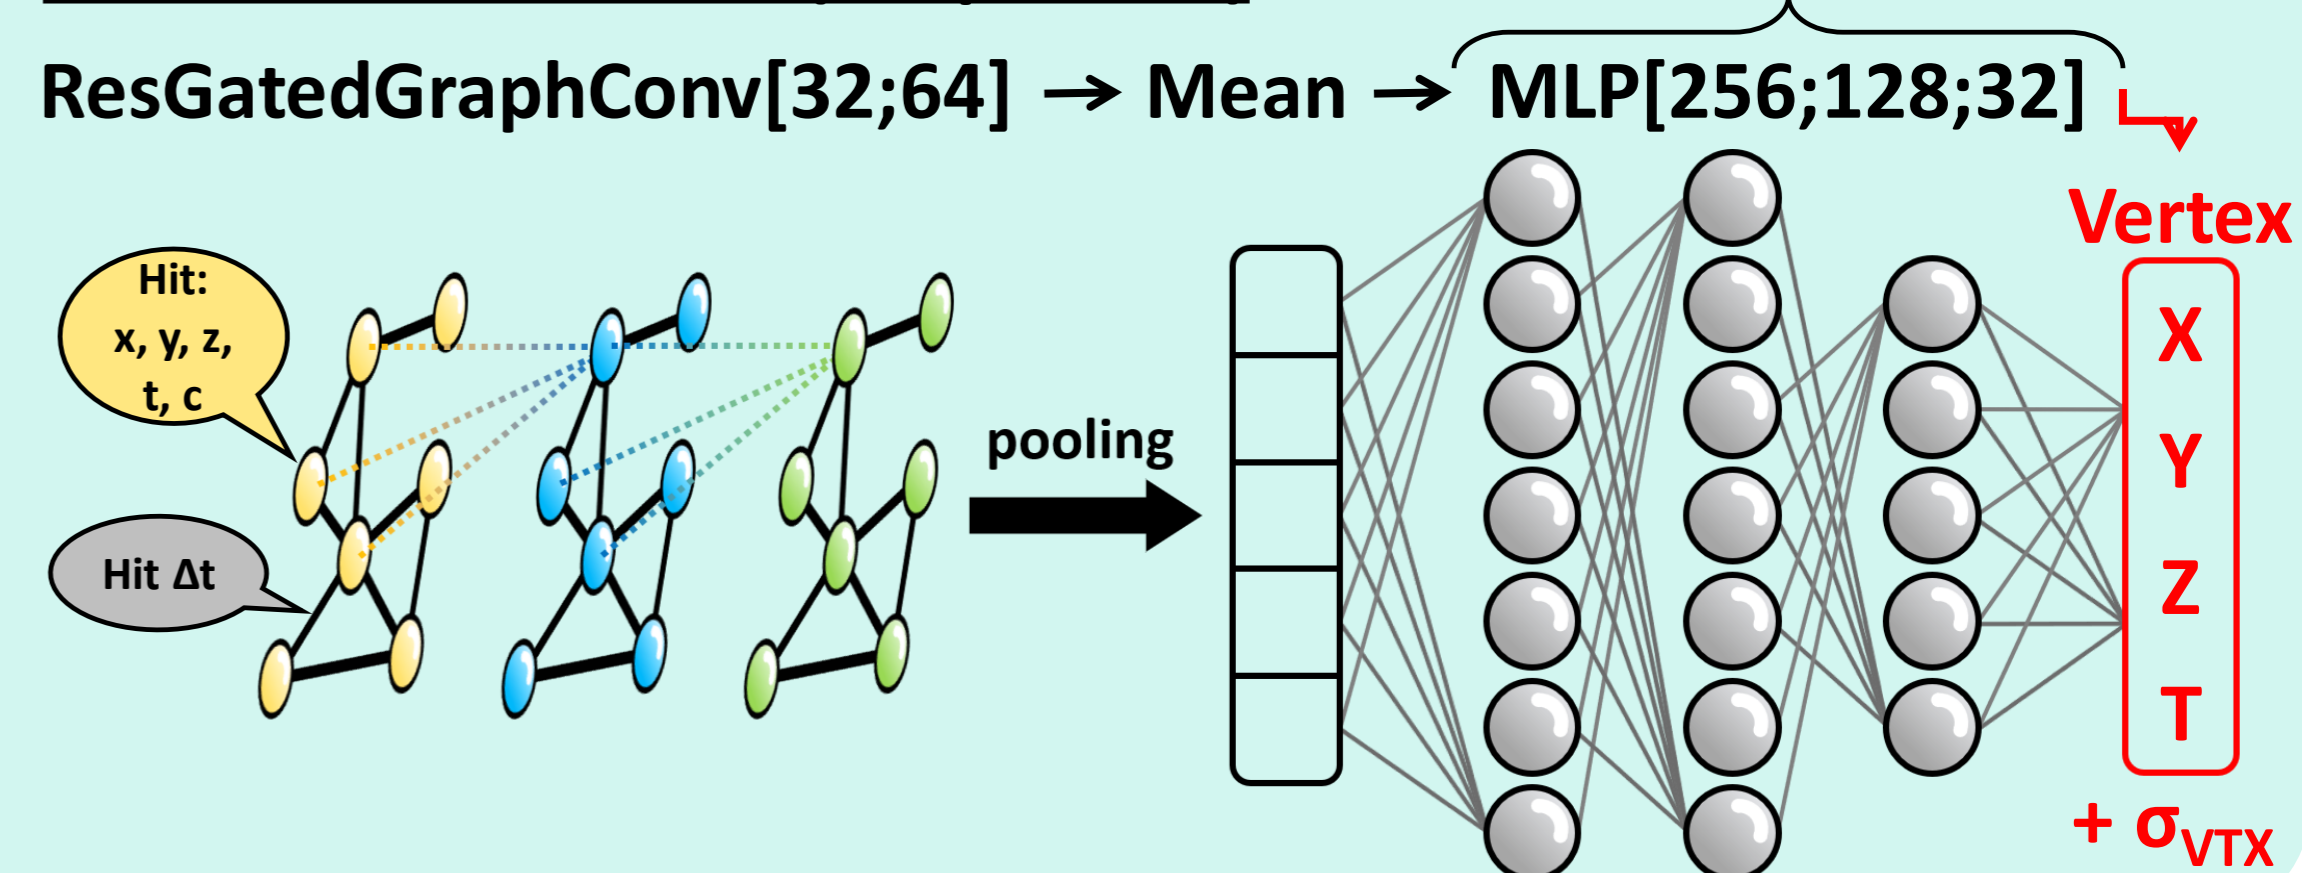 ResGatedGraphConv[32;64] → Mean → MLP[256;128;32]
Vertex
Hit:
x, y, z,
t, c
X
Y
pooling
Hit Δt
Z
T
+ σVTX